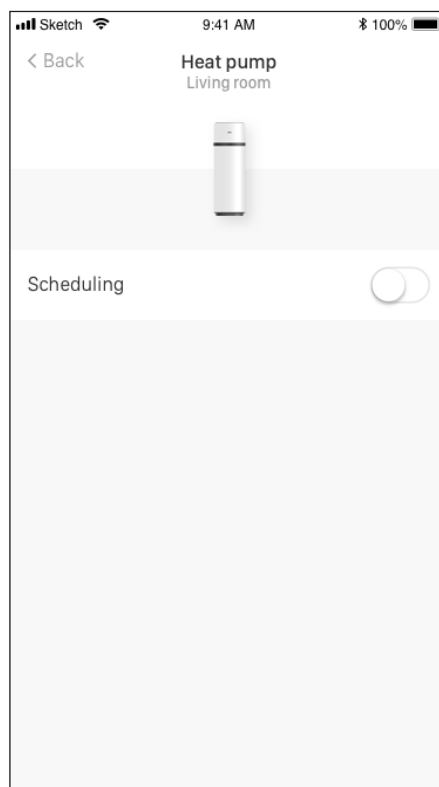 Sketch 9:41 AM 100%
< Back
Heat pump
Living room
Scheduling